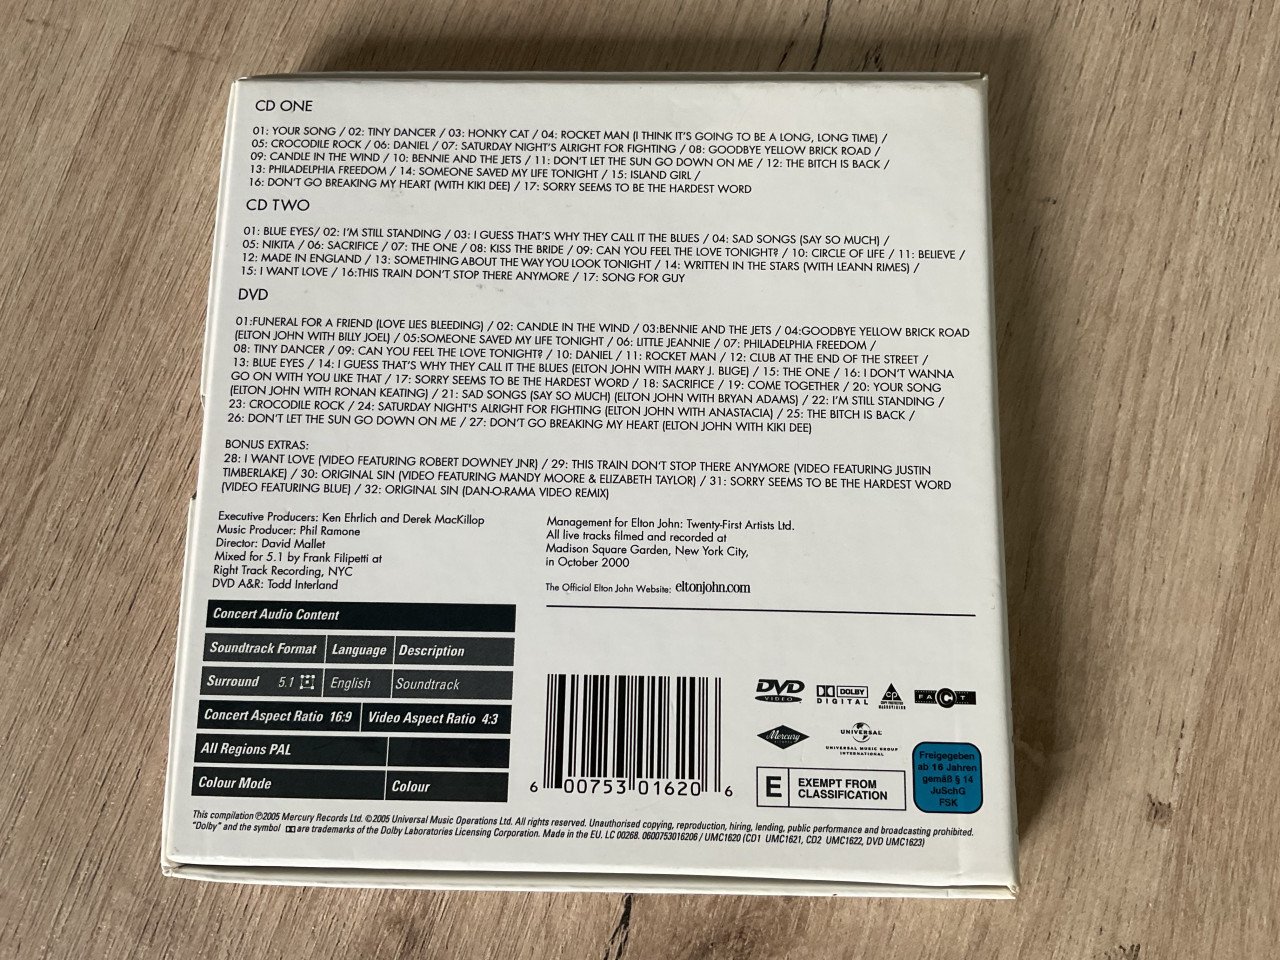 CD ONE
01: YOUR SONG / 02: TINY DANCER / 03: HONKY CAT / 04: ROCKET MAN (I THINK IT'S GOING TO BE A LONG, LONG TIME) /
05: CROCODILE ROCK / 06: DANIEL / 07: SATURDAY NIGHT'S ALRIGHT FOR FIGHTING / 08: GOODBYE YELLOW BRICK ROAD /
09: CANDLE IN THE WIND / 10: BENNIE AND THE JETS / 11: DON'T LET THE SUN GO DOWN ON ME / 12: THE BITCH IS BACK /
13: PHILADELPHIA FREEDOM / 14: SOMEONE SAVED MY LIFE TONIGHT / 15: ISLAND GIRL /
16: DON'T GO BREAKING MY HEART (WITH KIKI DEE) / 17: SORRY SEEMS TO BE THE HARDEST WORD
CD TWO
01: BLUE EYES/ 02: I'M STILL STANDING / 03: I GUESS THAT'S WHY THEY CALL IT THE BLUES / 04: SAD SONGS (SAY SO MUCH) /
05: NIKITA / 06: SACRIFICE / 07: THE ONE / 08: KISS THE BRIDE / 09: CAN YOU FEEL THE LOVE TONIGHT? / 10: CIRCLE OF LIFE / 11: BELIEVE /
12: MADE IN ENGLAND / 13: SOMETHING ABOUT THE WAY YOU LOOK TONIGHT / 14: WRITTEN IN THE STARS (WITH LEANN RIMES) /
15: I WANT LOVE / 16:THIS TRAIN DON'T STOP THERE ANYMORE / 17: SONG FOR GUY
DVD
01:FUNERAL FOR A FRIEND (LOVE LIES BLEEDING) / 02: CANDLE IN THE WIND / 03:BENNIE AND THE JETS / 04:GOODBYE YELLOW BRICK ROAD
(ELTON JOHN WITH BILLY JOEL) / 05:SOMEONE SAVED MY LIFE TONIGHT / 06: LITTLE JEANNIE / 07: PHILADELPHIA FREEDOM /
08: TINY DANCER / 09: CAN YOU FEEL THE LOVE TONIGHT? / 10: DANIEL / 11: ROCKET MAN / 12: CLUB AT THE END OF THE STREET /
13: BLUE EYES / 14: I GUESS THAT'S WHY THEY CALL IT THE BLUES (ELTON JOHN WITH MARY J. BLIGE) / 15: THE ONE / 16: I DON'T WANNA
GO ON WITH YOU LIKE THAT / 17: SORRY SEEMS TO BE THE HARDEST WORD / 18: SACRIFICE / 19: COME TOGETHER / 20: YOUR SONG
(ELTON JOHN WITH RONAN KEATING) / 21: SAD SONGS (SAY SO MUCH) (ELTON JOHN WITH BRYAN ADAMS) / 22: I'M STILL STANDING /
23: CROCODILE ROCK / 24: SATURDAY NIGHT'S ALRIGHT FOR FIGHTING (ELTON JOHN WITH ANASTACIA) / 25: THE BITCH IS BACK /
26: DON'T LET THE SUN GO DOWN ON ME / 27: DON'T GO BREAKING MY HEART (ELTON JOHN WITH KIKI DEE)
BONUS EXTRAS:
28: I WANT LOVE (VIDEO FEATURING ROBERT DOWNEY JNR) / 29: THIS TRAIN DON'T STOP THERE ANYMORE (VIDEO FEATURING JUSTIN
TIMBERLAKE) / 30: ORIGINAL SIN (VIDEO FEATURING MANDY MOORE & ELIZABETH TAYLOR) / 31: SORRY SEEMS TO BE THE HARDEST WORD
(VIDEO FEATURING BLUE) / 32: ORIGINAL SIN (DAN-O-RAMA VIDEO REMIX)
Executive Producers: Ken Ehrlich and Derek MacKillop
Music Producer: Phil Ramone
Director: David Mallet
Mixed for 5.1 by Frank Filipetti at
Right Track Recording, NYC
DVD A&R: Todd Interland
Management for Elton John: Twenty-First Artists Ltd.
All live tracks filmed and recorded at
Madison Square Garden, New York City,
in October 2000
The Official Elton John Website: eltonjohn.com
Concert Audio Content
Soundtrack Format Language Description
Surround 5.1 English Soundtrack
Concert Aspect Ratio 16:9 Video Aspect Ratio 4:3
All Regions PAL
Colour Mode Colour
6 00753 01620 6
DVD VIDEO
DOLBY DIGITAL
COPY PROTECTED MACROVISION
FACT
Mercury
UNIVERSAL
UNIVERSAL MUSIC GROUP INTERNATIONAL
E EXEMPT FROM CLASSIFICATION
Freigegeben
ab 16 Jahren
gemäß § 14
JuSchG
FSK
This compilation ℗2005 Mercury Records Ltd. ©2005 Universal Music Operations Ltd. All rights reserved. Unauthorised copying, reproduction, hiring, lending, public performance and broadcasting prohibited.
"Dolby" and the symbol are trademarks of the Dolby Laboratories Licensing Corporation. Made in the EU. LC 00268. 0600753016206 / UMC1620 (CD1 UMC1621, CD2 UMC1622, DVD UMC1623)